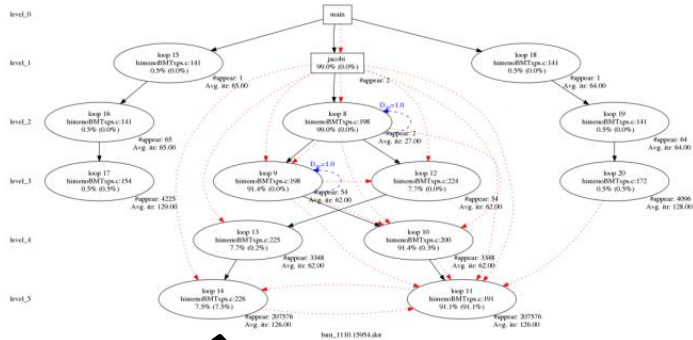 level_0
main
level_1
loop 15
himenoBMTxps.c:141
0.5% (0.0%)
#appear: 1
Avg. itr: 65.00
jacobi
99.0% (0.0%)
#appear: 2
loop 18
himenoBMTxps.c:141
0.5% (0.0%)
#appear: 1
Avg. itr: 64.00
level_2
loop 16
himenoBMTxps.c:141
0.5% (0.0%)
#appear: 65
Avg. itr: 65.00
loop 8
himenoBMTxps.c:198
99.0% (0.0%)
=1.0
#appear: 2
Avg. itr: 27.00
loop 19
himenoBMTxps.c:141
0.5% (0.0%)
#appear: 64
Avg. itr: 64.00
level_3
loop 17
himenoBMTxps.c:154
0.5% (0.5%)
#appear: 4225
Avg. itr: 129.00
loop 9
himenoBMTxps.c:198
91.4% (0.0%)
=1.0
#appear: 54
Avg. itr: 62.00
loop 12
himenoBMTxps.c:224
7.7% (0.0%)
#appear: 54
Avg. itr: 62.00
loop 20
himenoBMTxps.c:172
0.5% (0.5%)
#appear: 4096
Avg. itr: 128.00
level_4
loop 13
himenoBMTxps.c:225
7.7% (0.2%)
#appear: 3348
Avg. itr: 62.00
loop 10
himenoBMTxps.c:200
91.4% (0.3%)
#appear: 3348
Avg. itr: 62.00
level_5
loop 14
himenoBMTxps.c:226
7.5% (7.5%)
#appear: 207576
Avg. itr: 126.00
loop 11
himenoBMTxps.c:191
91.1% (91.1%)
#appear: 207576
Avg. itr: 126.00
bmt_1110.15954.dot